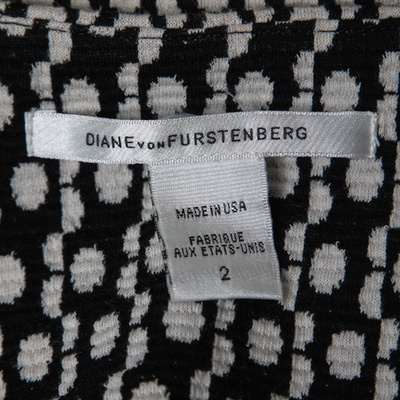 DIANE VON FURSTENBERG
MADE IN USA
FABRIQUE
AUX ETATS-UNIS
2